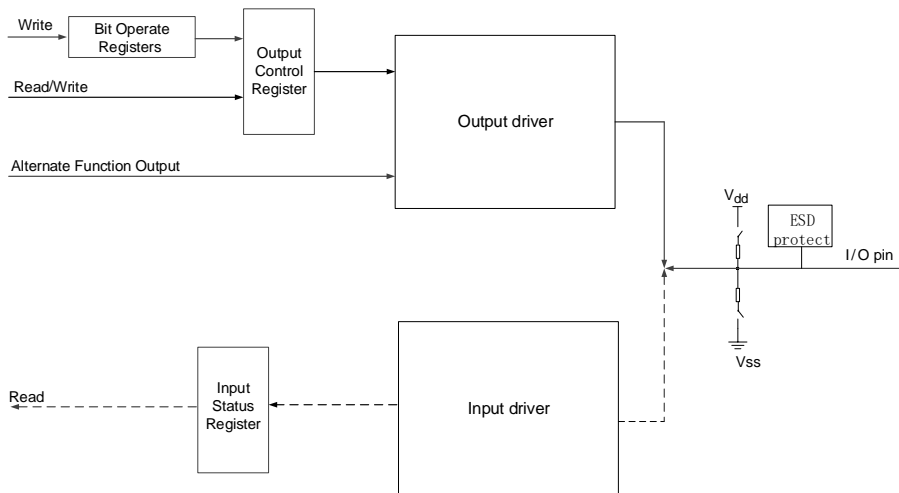 Write
Bit Operate
Registers
Output
Control
Register
Read/Write
Output driver
Alternate Function Output
Vdd
ESD
protect
I/O pin
Vss
Read
Input
Status
Register
Input driver